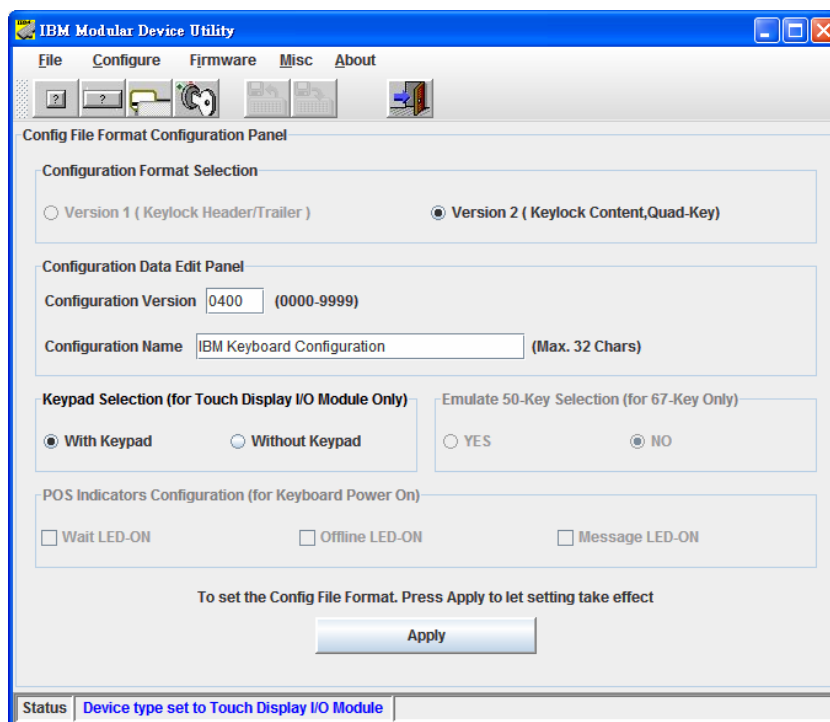 IBM Modular Device Utility
File Configure Firmware Misc About
? ?
Config File Format Configuration Panel
Configuration Format Selection
Version 1 ( Keylock Header/Trailer ) Version 2 ( Keylock Content,Quad-Key)
Configuration Data Edit Panel
Configuration Version 0400 (0000-9999)
Configuration Name IBM Keyboard Configuration (Max. 32 Chars)
Keypad Selection (for Touch Display I/O Module Only) Emulate 50-Key Selection (for 67-Key Only)
With Keypad Without Keypad YES NO
POS Indicators Configuration (for Keyboard Power On)
Wait LED-ON Offline LED-ON Message LED-ON
To set the Config File Format. Press Apply to let setting take effect
Apply
Status Device type set to Touch Display I/O Module